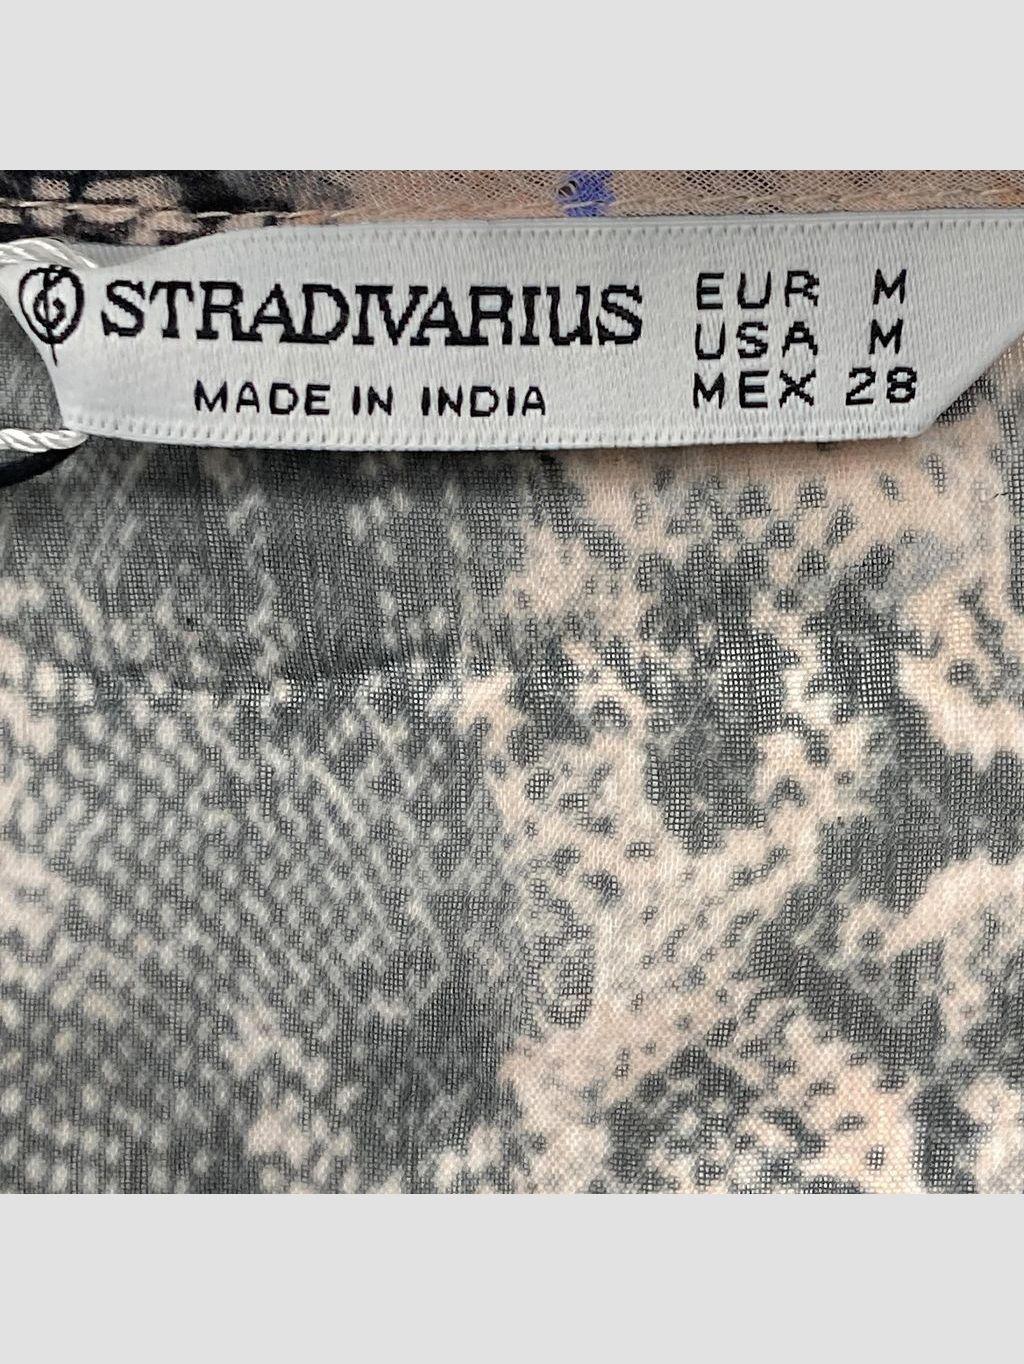 STRADIVARIUS
MADE IN INDIA
EUR M
USA M
MEX 28